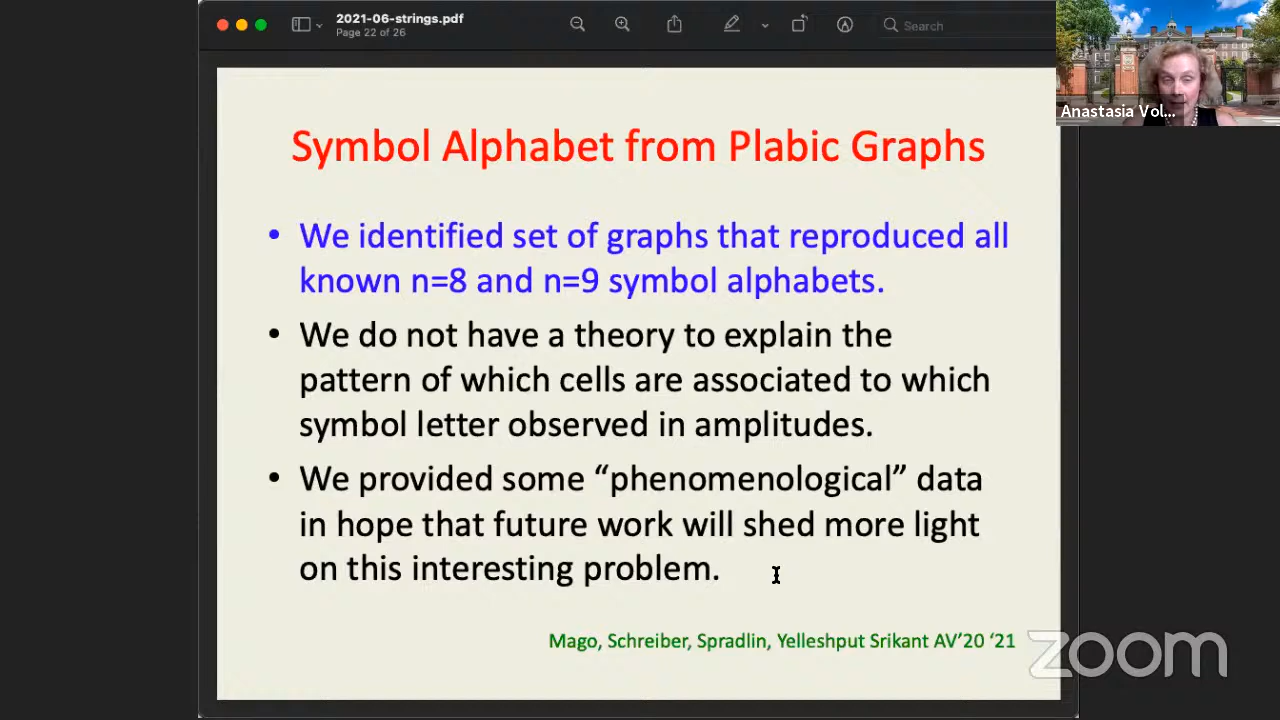 2021-06-strings.pdf
Page 22 of 26
Search
Anastasia Vol...
Symbol Alphabet from Plabic Graphs
• We identified set of graphs that reproduced all
known n=8 and n=9 symbol alphabets.
• We do not have a theory to explain the
pattern of which cells are associated to which
symbol letter observed in amplitudes.
• We provided some “phenomenological” data
in hope that future work will shed more light
on this interesting problem.
Mago, Schreiber, Spradlin, Yelleshput Srikant AV’20 ‘21
zoom